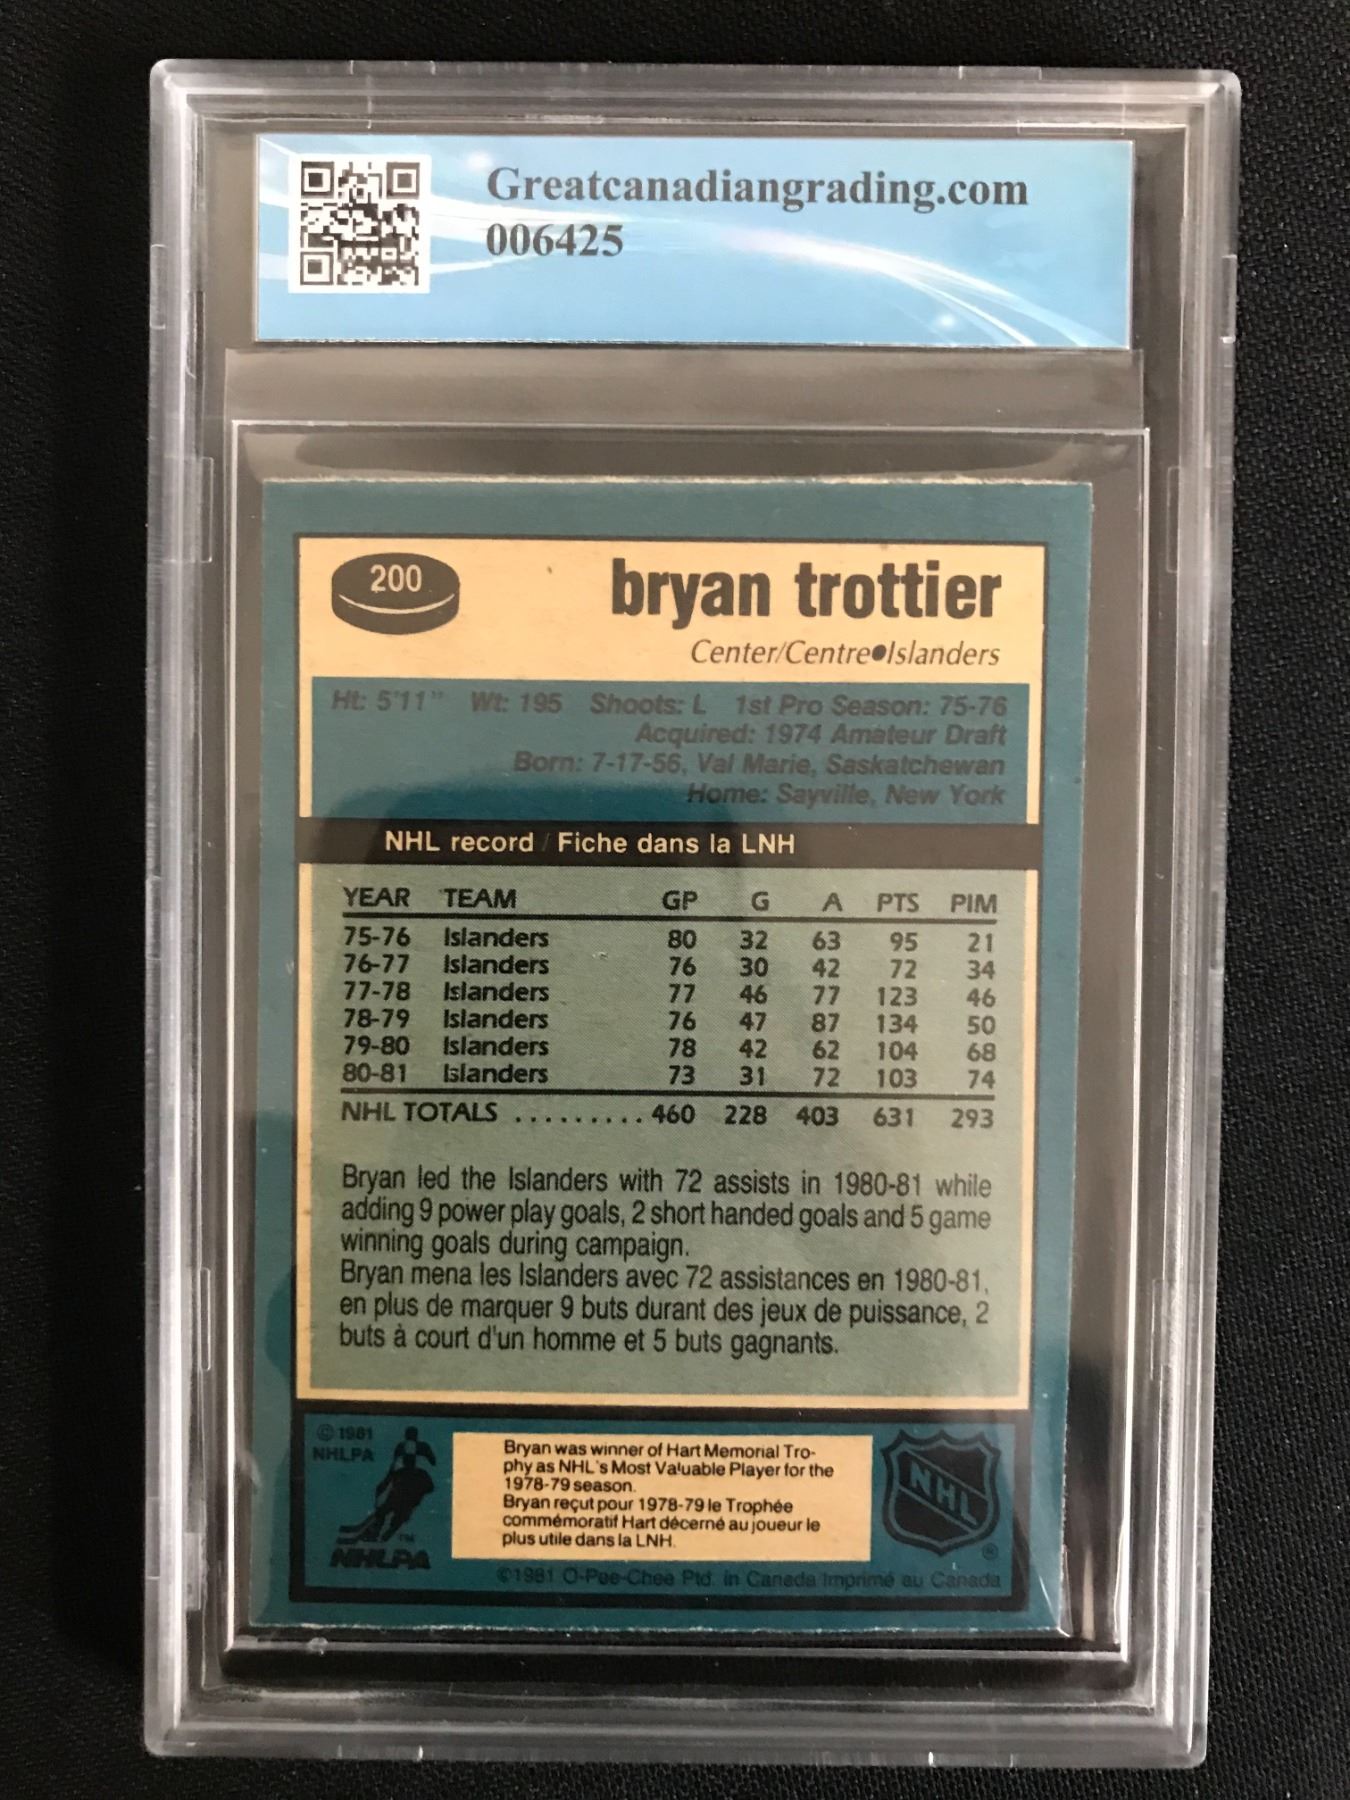 Greatcanadiangrading.com
006425
200
bryan trottier
Center/Centre●Islanders
Ht: 5'11" Wt: 195 Shoots: L 1st Pro Season: 75-76
Acquired: 1974 Amateur Draft
Born: 7-17-56, Val Marie, Saskatchewan
Home: Sayville, New York
NHL record / Fiche dans la LNH
YEAR TEAM GP G A PTS PIM
75-76 Islanders 80 32 63 95 21
76-77 Islanders 76 30 42 72 34
77-78 Islanders 77 46 77 123 46
78-79 Islanders 76 47 87 134 50
79-80 Islanders 78 42 62 104 68
80-81 Islanders 73 31 72 103 74
NHL TOTALS ......... 460 228 403 631 293
Bryan led the Islanders with 72 assists in 1980-81 while
adding 9 power play goals, 2 short handed goals and 5 game
winning goals during campaign.
Bryan mena les Islanders avec 72 assistances en 1980-81,
en plus de marquer 9 buts durant des jeux de puissance, 2
buts à court d'un homme et 5 buts gagnants.
© 1981
NHLPA
Bryan was winner of Hart Memorial Tro-
phy as NHL's Most Valuable Player for the
1978-79 season.
Bryan reçut pour 1978-79 le Trophée
commémoratif Hart décerné au joueur le
plus utile dans la LNH.
™
NHLPA
NHL
®
©1981 O-Pee-Chee Ptd. in Canada Imprimé au Canada